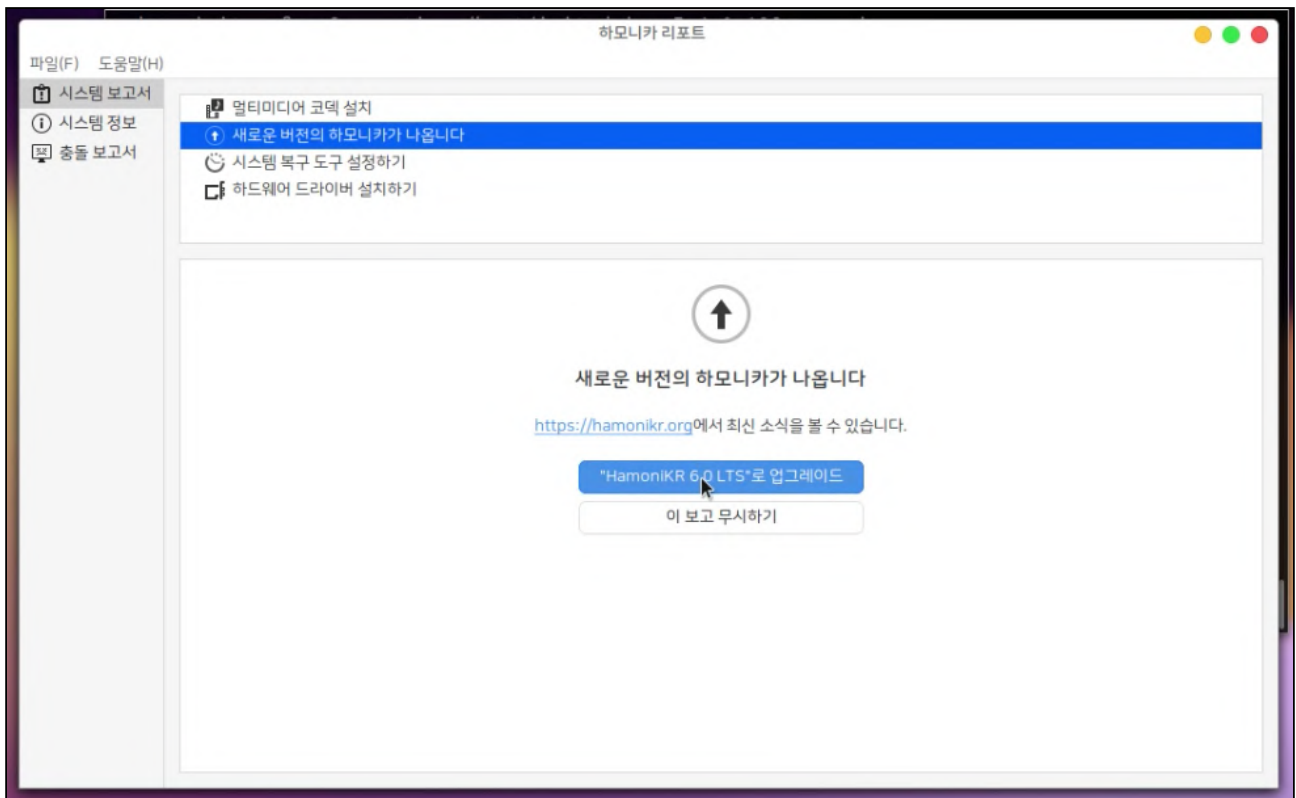 하모니카 리포트
파일(F) 도움말(H)
시스템 보고서
시스템 정보
충돌 보고서
멀티미디어 코덱 설치
새로운 버전의 하모니카가 나옵니다
시스템 복구 도구 설정하기
하드웨어 드라이버 설치하기
새로운 버전의 하모니카가 나옵니다
https://hamonikr.org에서 최신 소식을 볼 수 있습니다.
"HamoniKR 6.0 LTS"로 업그레이드
이 보고 무시하기